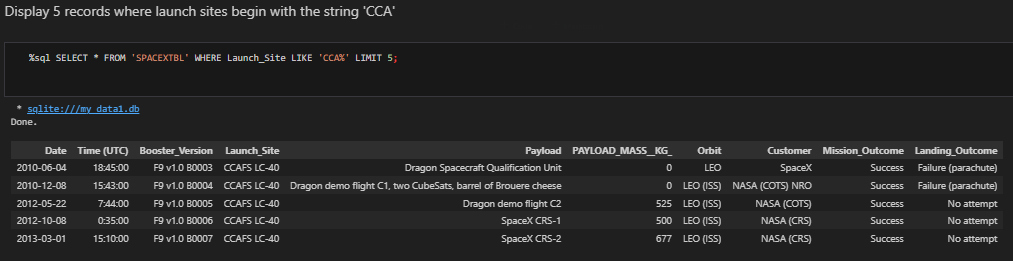 Display 5 records where launch sites begin with the string 'CCA'
%sql SELECT * FROM 'SPACEXTBL' WHERE Launch_Site LIKE 'CCA%' LIMIT 5;
* sqlite:///my_data1.db
Done.
Date Time (UTC) Booster_Version Launch_Site Payload PAYLOAD_MASS__KG_ Orbit Customer Mission_Outcome Landing_Outcome
2010-06-04 18:45:00 F9 v1.0 B0003 CCAFS LC-40 Dragon Spacecraft Qualification Unit 0 LEO SpaceX Success Failure (parachute)
2010-12-08 15:43:00 F9 v1.0 B0004 CCAFS LC-40 Dragon demo flight C1, two CubeSats, barrel of Brouere cheese 0 LEO (ISS) NASA (COTS) NRO Success Failure (parachute)
2012-05-22 7:44:00 F9 v1.0 B0005 CCAFS LC-40 Dragon demo flight C2 525 LEO (ISS) NASA (COTS) Success No attempt
2012-10-08 0:35:00 F9 v1.0 B0006 CCAFS LC-40 SpaceX CRS-1 500 LEO (ISS) NASA (CRS) Success No attempt
2013-03-01 15:10:00 F9 v1.0 B0007 CCAFS LC-40 SpaceX CRS-2 677 LEO (ISS) NASA (CRS) Success No attempt